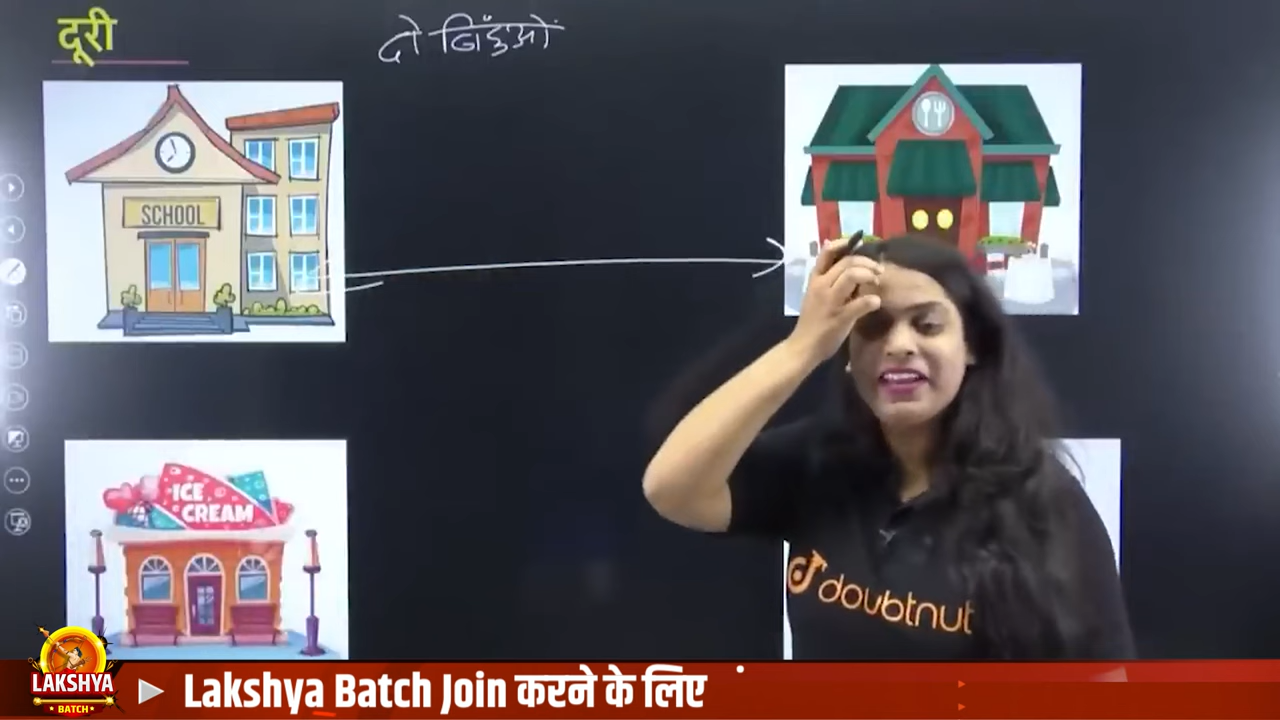 दूरी
दो बिंदुओं
SCHOOL
ICE
CREAM
doubtnut
LAKSHYA
BATCH
Lakshya Batch Join करने के लिए